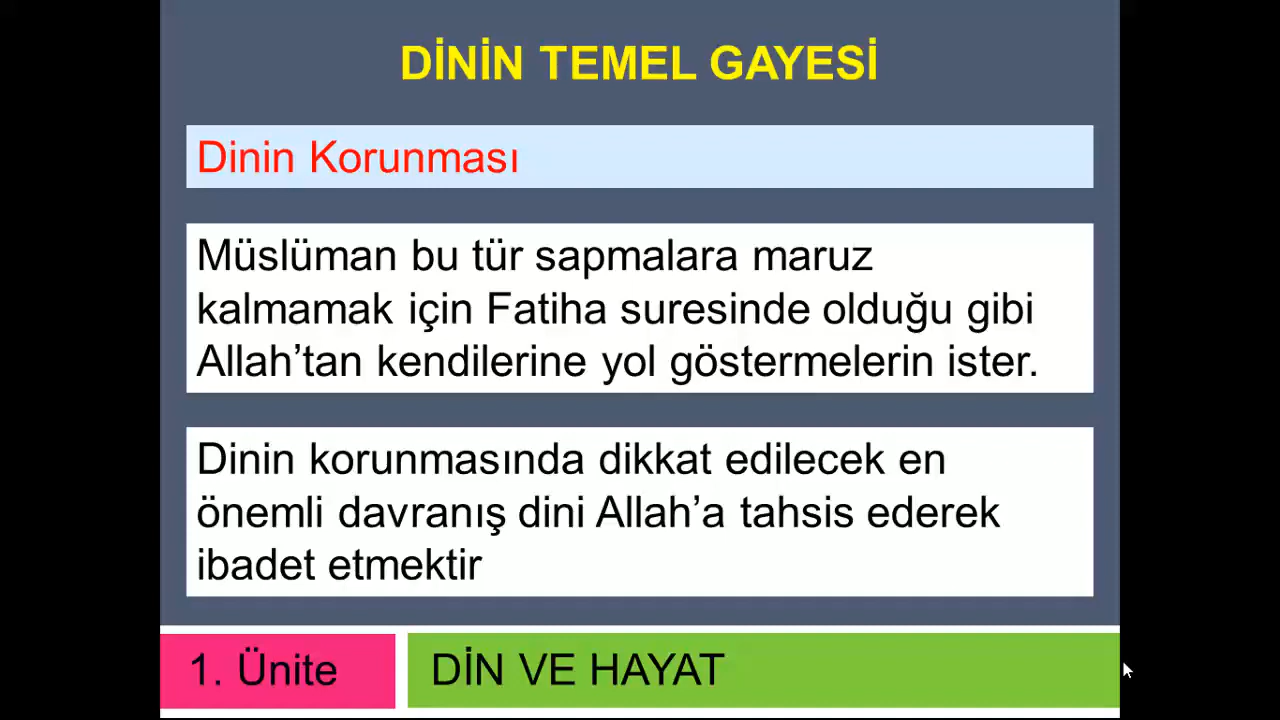 DİNİN TEMEL GAYESİ
Dinin Korunması
Müslüman bu tür sapmalara maruz
kalmamak için Fatiha suresinde olduğu gibi
Allah’tan kendilerine yol göstermelerin ister.
Dinin korunmasında dikkat edilecek en
önemli davranış dini Allah’a tahsis ederek
ibadet etmektir
1. Ünite
DİN VE HAYAT